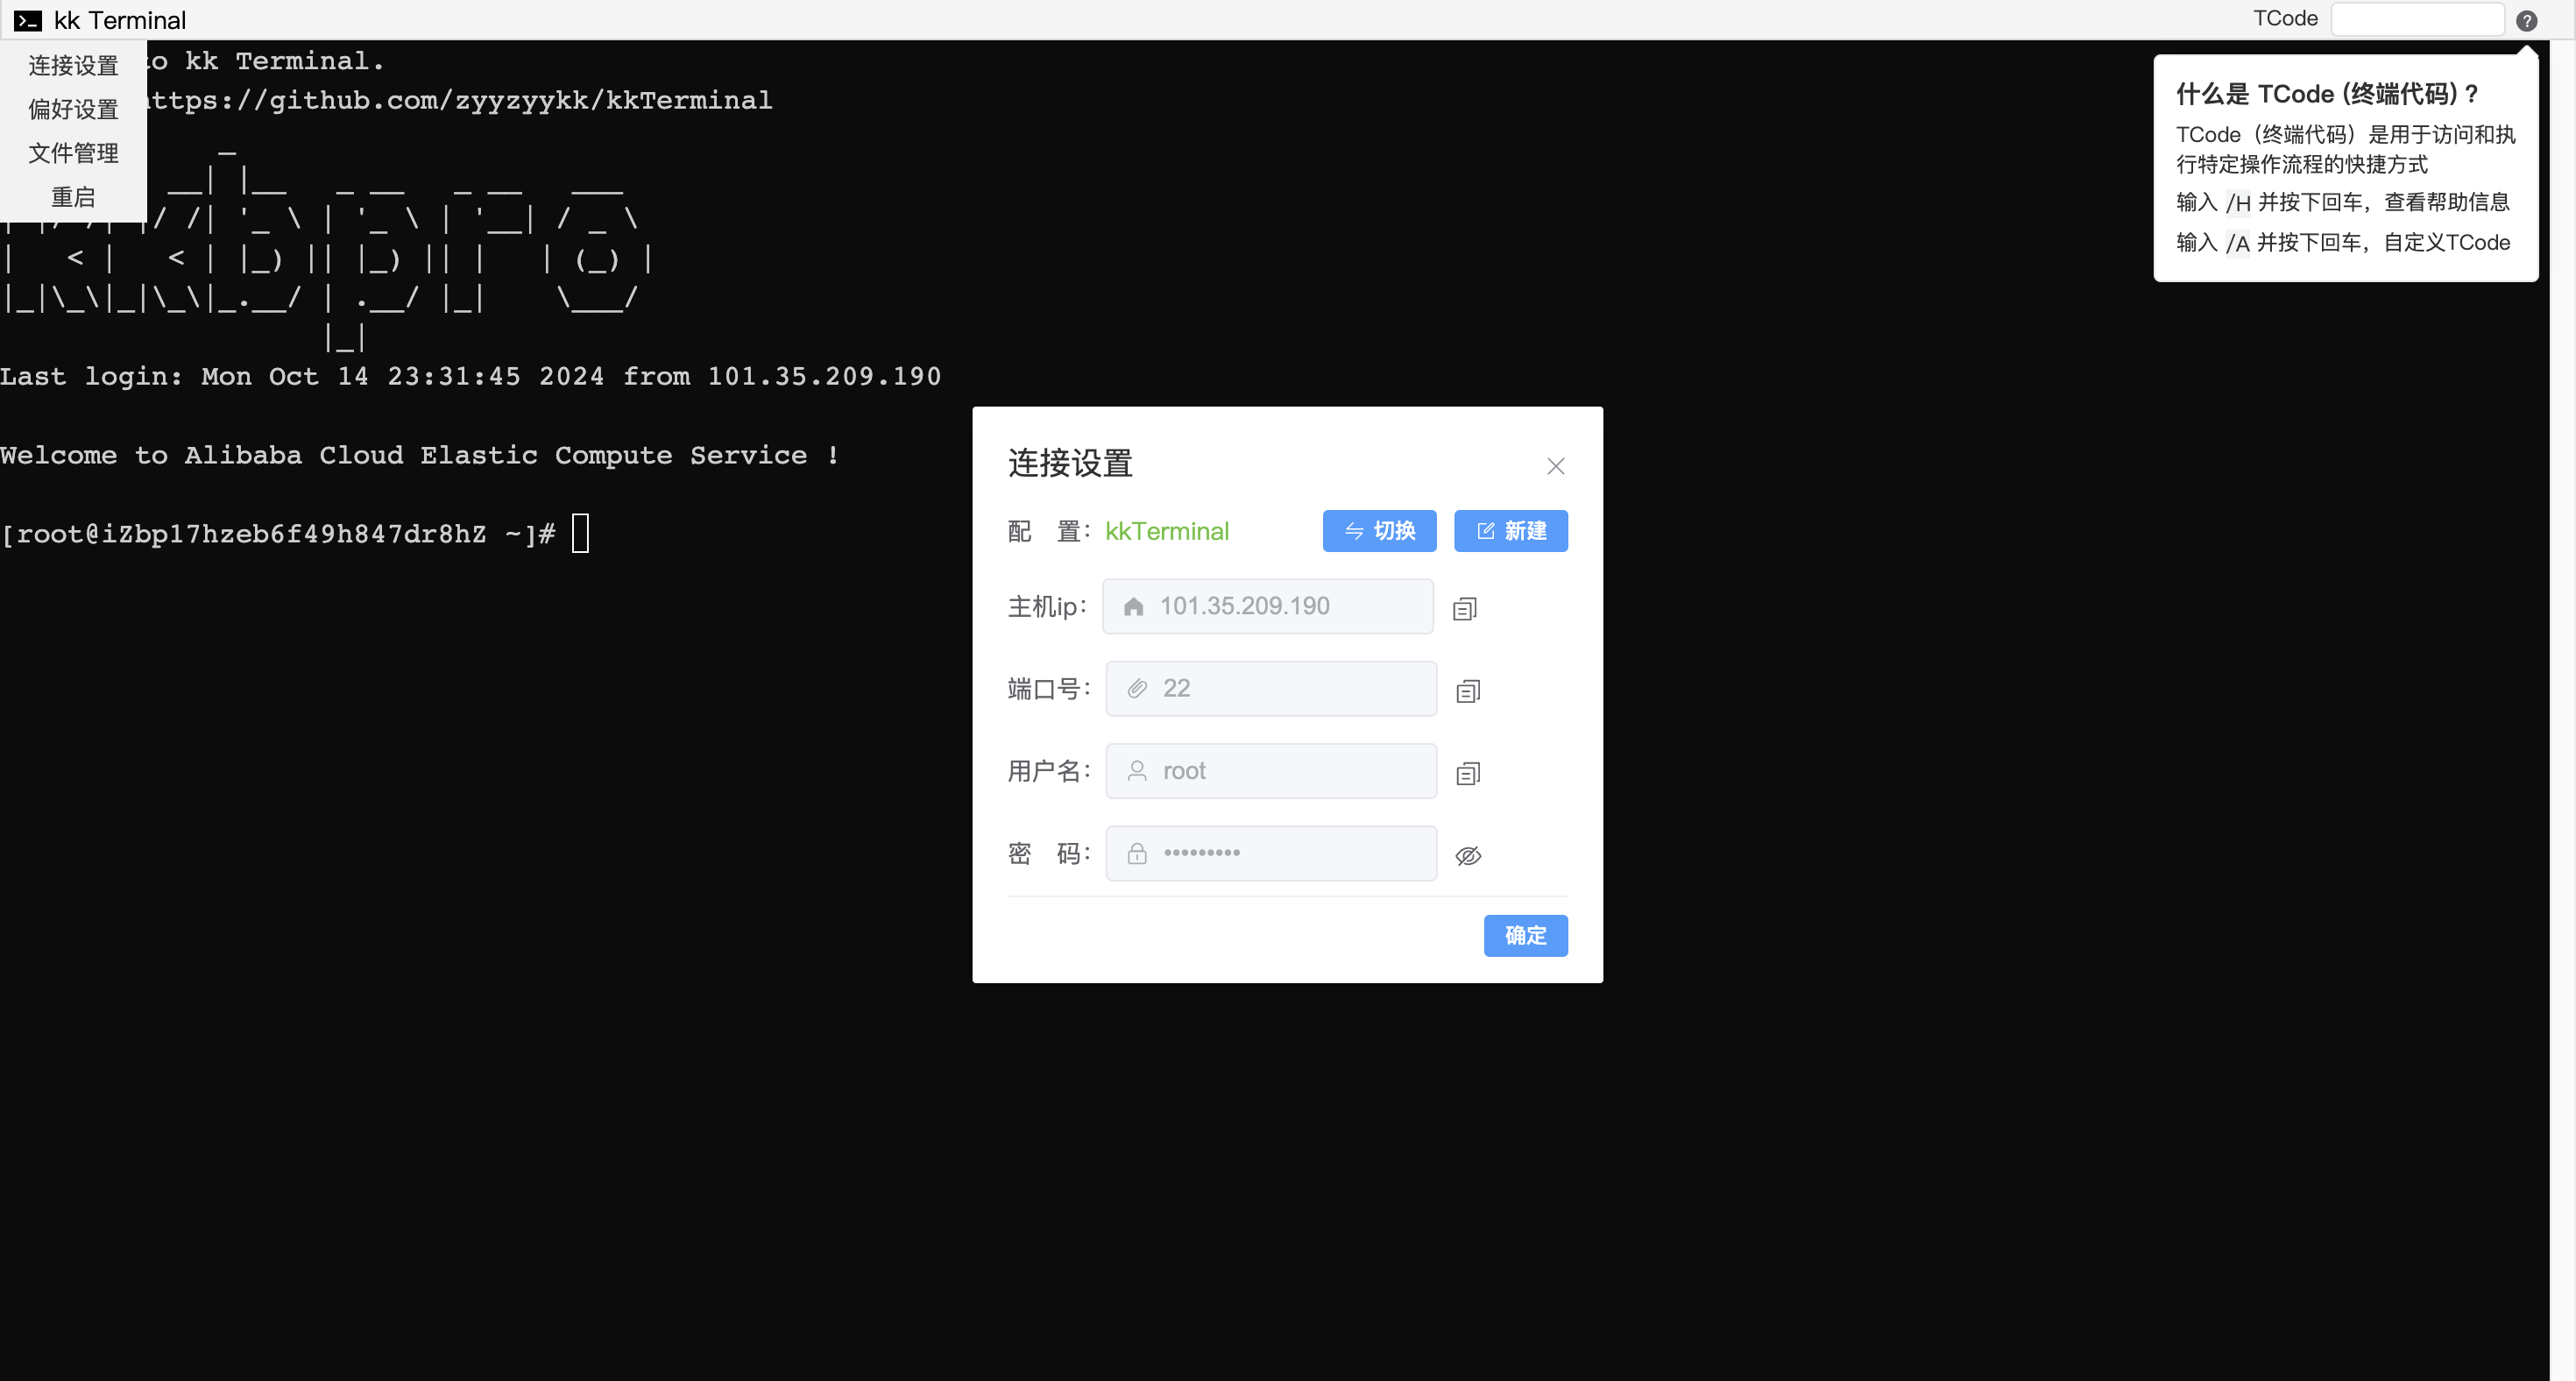 kk Terminal
TCode
连接设置
偏好设置
文件管理
重启
to kk Terminal.
ttps://github.com/zyyzyykk/kkTerminal
Last login: Mon Oct 14 23:31:45 2024 from 101.35.209.190
Welcome to Alibaba Cloud Elastic Compute Service !
[root@iZbp17hzeb6f49h847dr8hZ ~]#
什么是 TCode (终端代码) ?
TCode（终端代码）是用于访问和执
行特定操作流程的快捷方式
输入 /H 并按下回车，查看帮助信息
输入 /A 并按下回车，自定义TCode
连接设置
配 置： kkTerminal 切换 新建
主机ip： 101.35.209.190
端口号： 22
用户名： root
密 码： •••••••••
确定